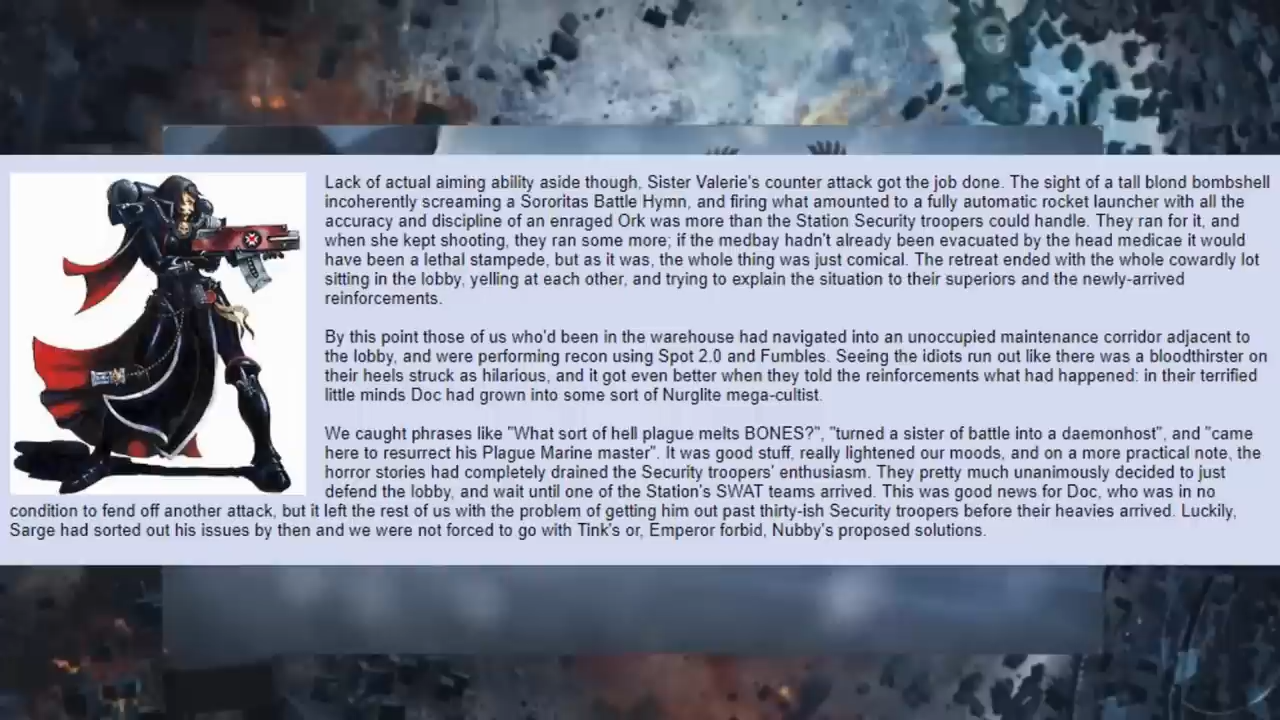 Lack of actual aiming ability aside though, Sister Valerie's counter attack got the job done. The sight of a tall blond bombshell
incoherently screaming a Sororitas Battle Hymn, and firing what amounted to a fully automatic rocket launcher with all the
accuracy and discipline of an enraged Ork was more than the Station Security troopers could handle. They ran for it, and
when she kept shooting, they ran some more; if the medbay hadn't already been evacuated by the head medicae it would
have been a lethal stampede, but as it was, the whole thing was just comical. The retreat ended with the whole cowardly lot
sitting in the lobby, yelling at each other, and trying to explain the situation to their superiors and the newly-arrived
reinforcements.
By this point those of us who'd been in the warehouse had navigated into an unoccupied maintenance corridor adjacent to
the lobby, and were performing recon using Spot 2.0 and Fumbles. Seeing the idiots run out like there was a bloodthirster on
their heels struck as hilarious, and it got even better when they told the reinforcements what had happened: in their terrified
little minds Doc had grown into some sort of Nurglite mega-cultist.
We caught phrases like "What sort of hell plague melts BONES?", "turned a sister of battle into a daemonhost", and "came
here to resurrect his Plague Marine master". It was good stuff, really lightened our moods, and on a more practical note, the
horror stories had completely drained the Security troopers' enthusiasm. They pretty much unanimously decided to just
defend the lobby, and wait until one of the Station's SWAT teams arrived. This was good news for Doc, who was in no
condition to fend off another attack, but it left the rest of us with the problem of getting him out past thirty-ish Security troopers before their heavies arrived. Luckily,
Sarge had sorted out his issues by then and we were not forced to go with Tink's or, Emperor forbid, Nubby's proposed solutions.